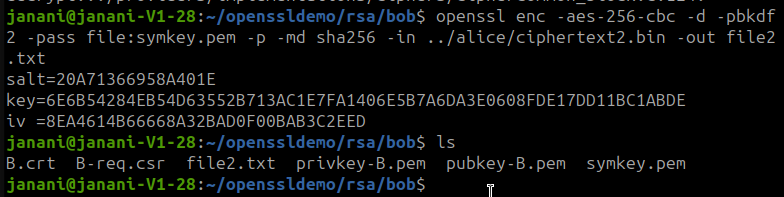 janani@janani-V1-28:~/openssldemo/rsa/bob$ openssl enc -aes-256-cbc -d -pbkdf
2 -pass file:symkey.pem -p -md sha256 -in ../alice/ciphertext2.bin -out file2
.txt
salt=20A71366958A401E
key=6E6B54284EB54D63552B713AC1E7FA1406E5B7A6DA3E0608FDE17DD11BC1ABDE
iv =8EA4614B66668A32BAD0F00BAB3C2EED
janani@janani-V1-28:~/openssldemo/rsa/bob$ ls
B.crt  B-req.csr  file2.txt  privkey-B.pem  pubkey-B.pem  symkey.pem
janani@janani-V1-28:~/openssldemo/rsa/bob$